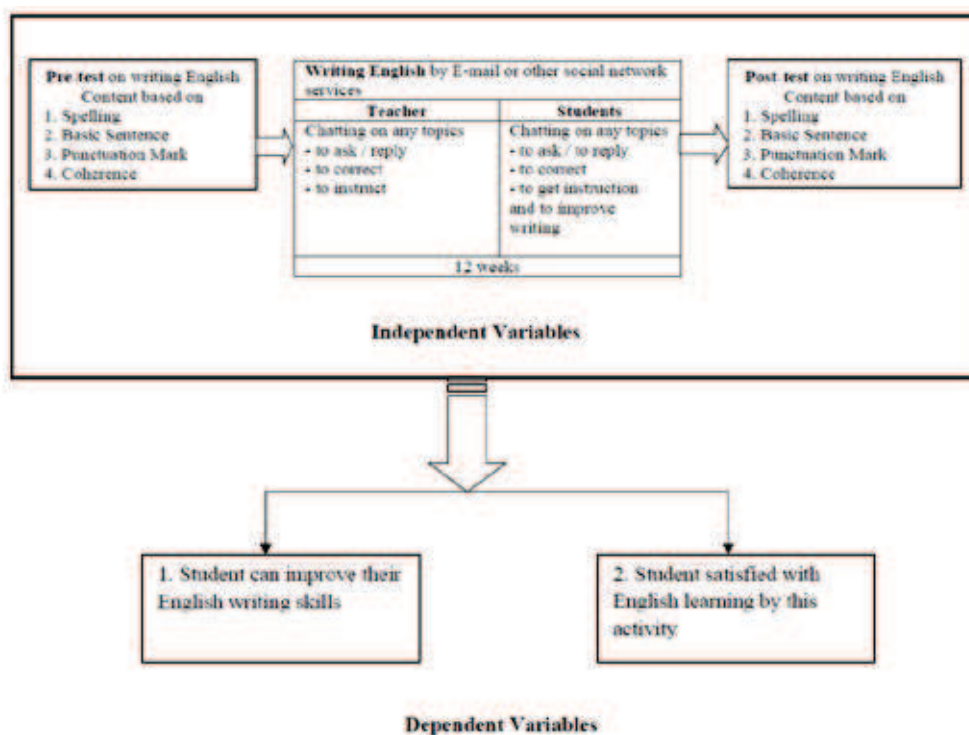 Pre-test on writing English
Content based on
1. Spelling
2. Basic Sentence
3. Punctuation Mark
4. Coherence
Writing English by E-mail or other social network
services
Teacher
Chatting on any topics
- to ask / reply
- to correct
- to instruct
Students
Chatting on any topics
- to ask / to reply
- to correct
- to get instruction
and to improve
writing
12 weeks
Post-test on writing English
Content based on
1. Spelling
2. Basic Sentence
3. Punctuation Mark
4. Coherence
Independent Variables
1. Student can improve their
English writing skills
2. Student satisfied with
English learning by this
activity
Dependent Variables